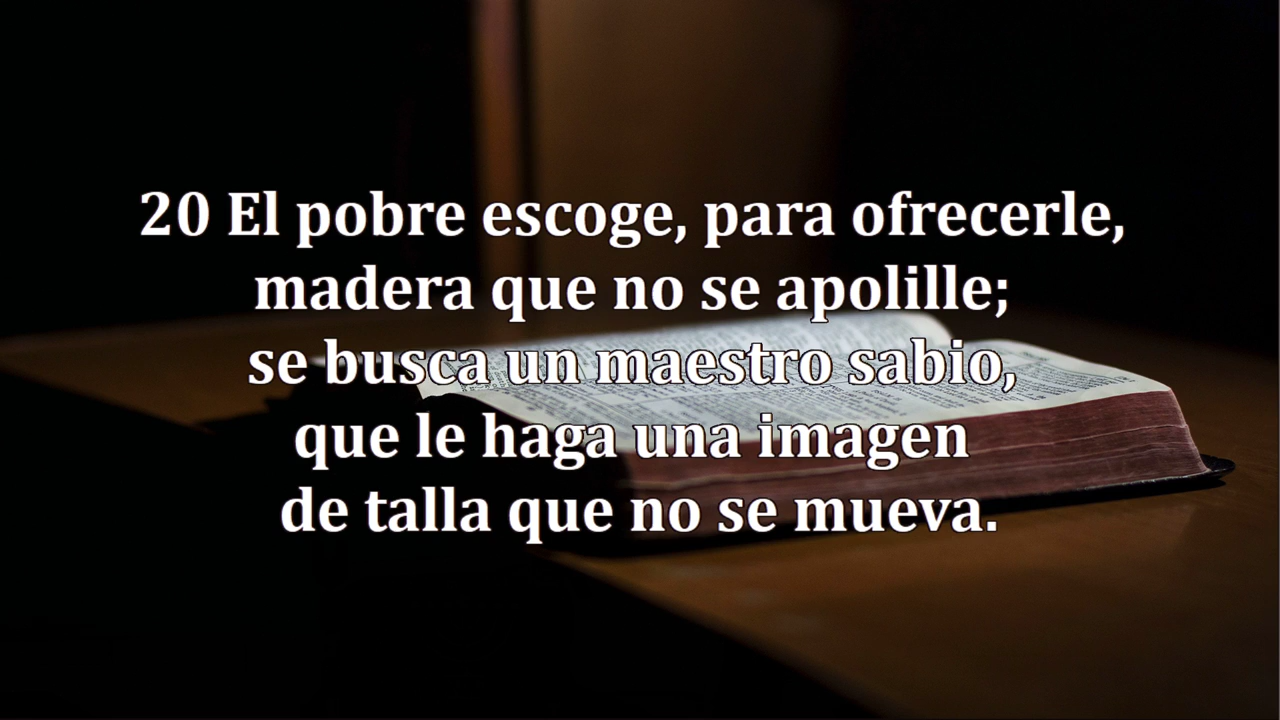 20 El pobre escoge, para ofrecerle,
madera que no se apolille;
se busca un maestro sabio,
que le haga una imagen
de talla que no se mueva.